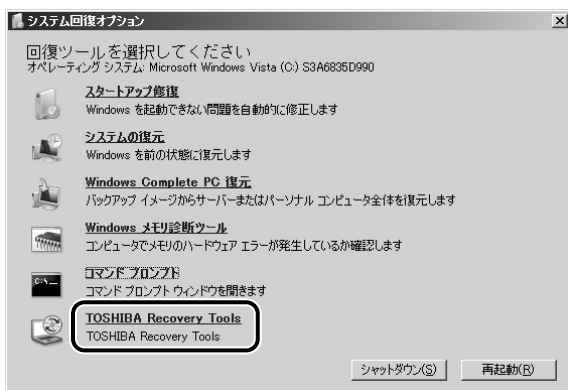 システム回復オプション
回復ツールを選択してください
オペレーティング システム: Microsoft Windows Vista (C:) S3A6835D990
スタートアップ修復
Windows を起動できない問題を自動的に修正します
システムの復元
Windows を前の状態に復元します
Windows Complete PC 復元
バックアップ イメージからサーバーまたはパーソナル コンピュータ全体を復元します
Windows メモリ診断ツール
コンピュータでメモリのハードウェア エラーが発生しているか確認します
コマンド プロンプト
コマンド プロンプト ウィンドウを開きます
TOSHIBA Recovery Tools
TOSHIBA Recovery Tools
シャットダウン(S)
再起動(R)